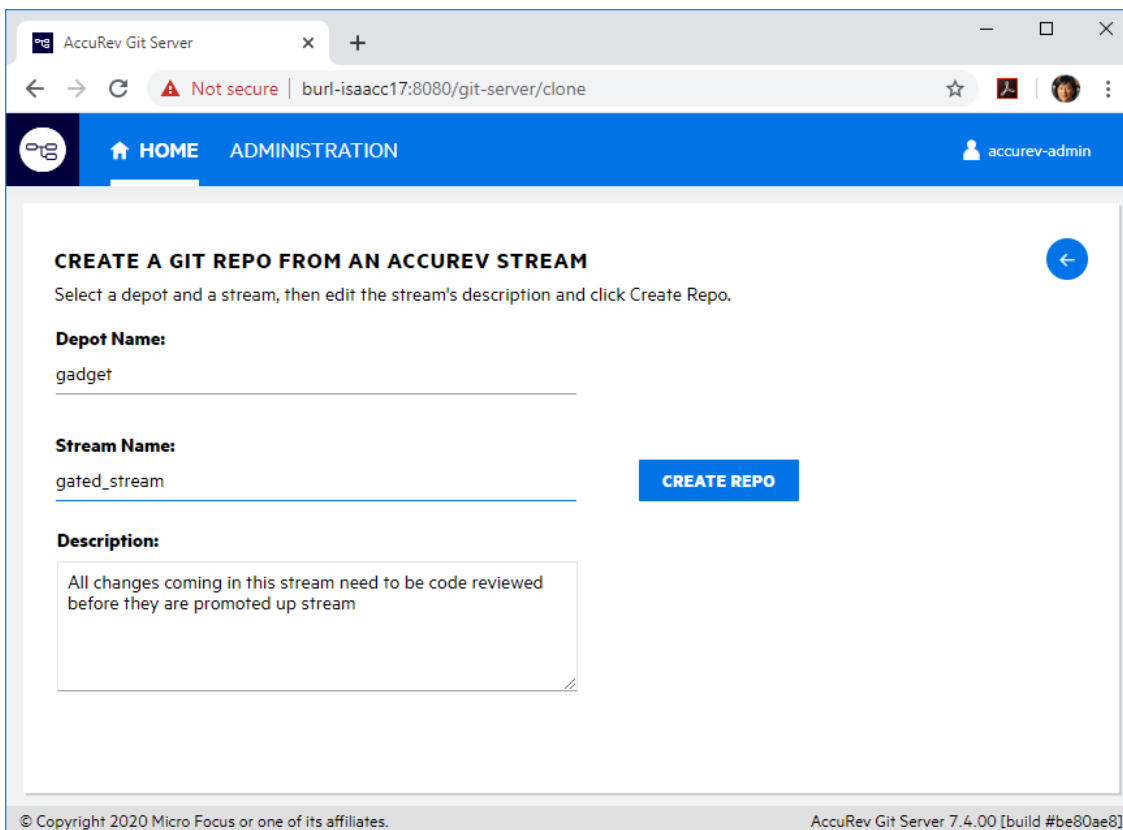 AccuRev Git Server
Not secure | burl-isaacc17:8080/git-server/clone
HOME ADMINISTRATION accurev-admin
CREATE A GIT REPO FROM AN ACCUREV STREAM
Select a depot and a stream, then edit the stream's description and click Create Repo.
Depot Name:
gadget
Stream Name:
gated_stream
CREATE REPO
Description:
All changes coming in this stream need to be code reviewed
before they are promoted up stream
© Copyright 2020 Micro Focus or one of its affiliates. AccuRev Git Server 7.4.00 [build #be80ae8]